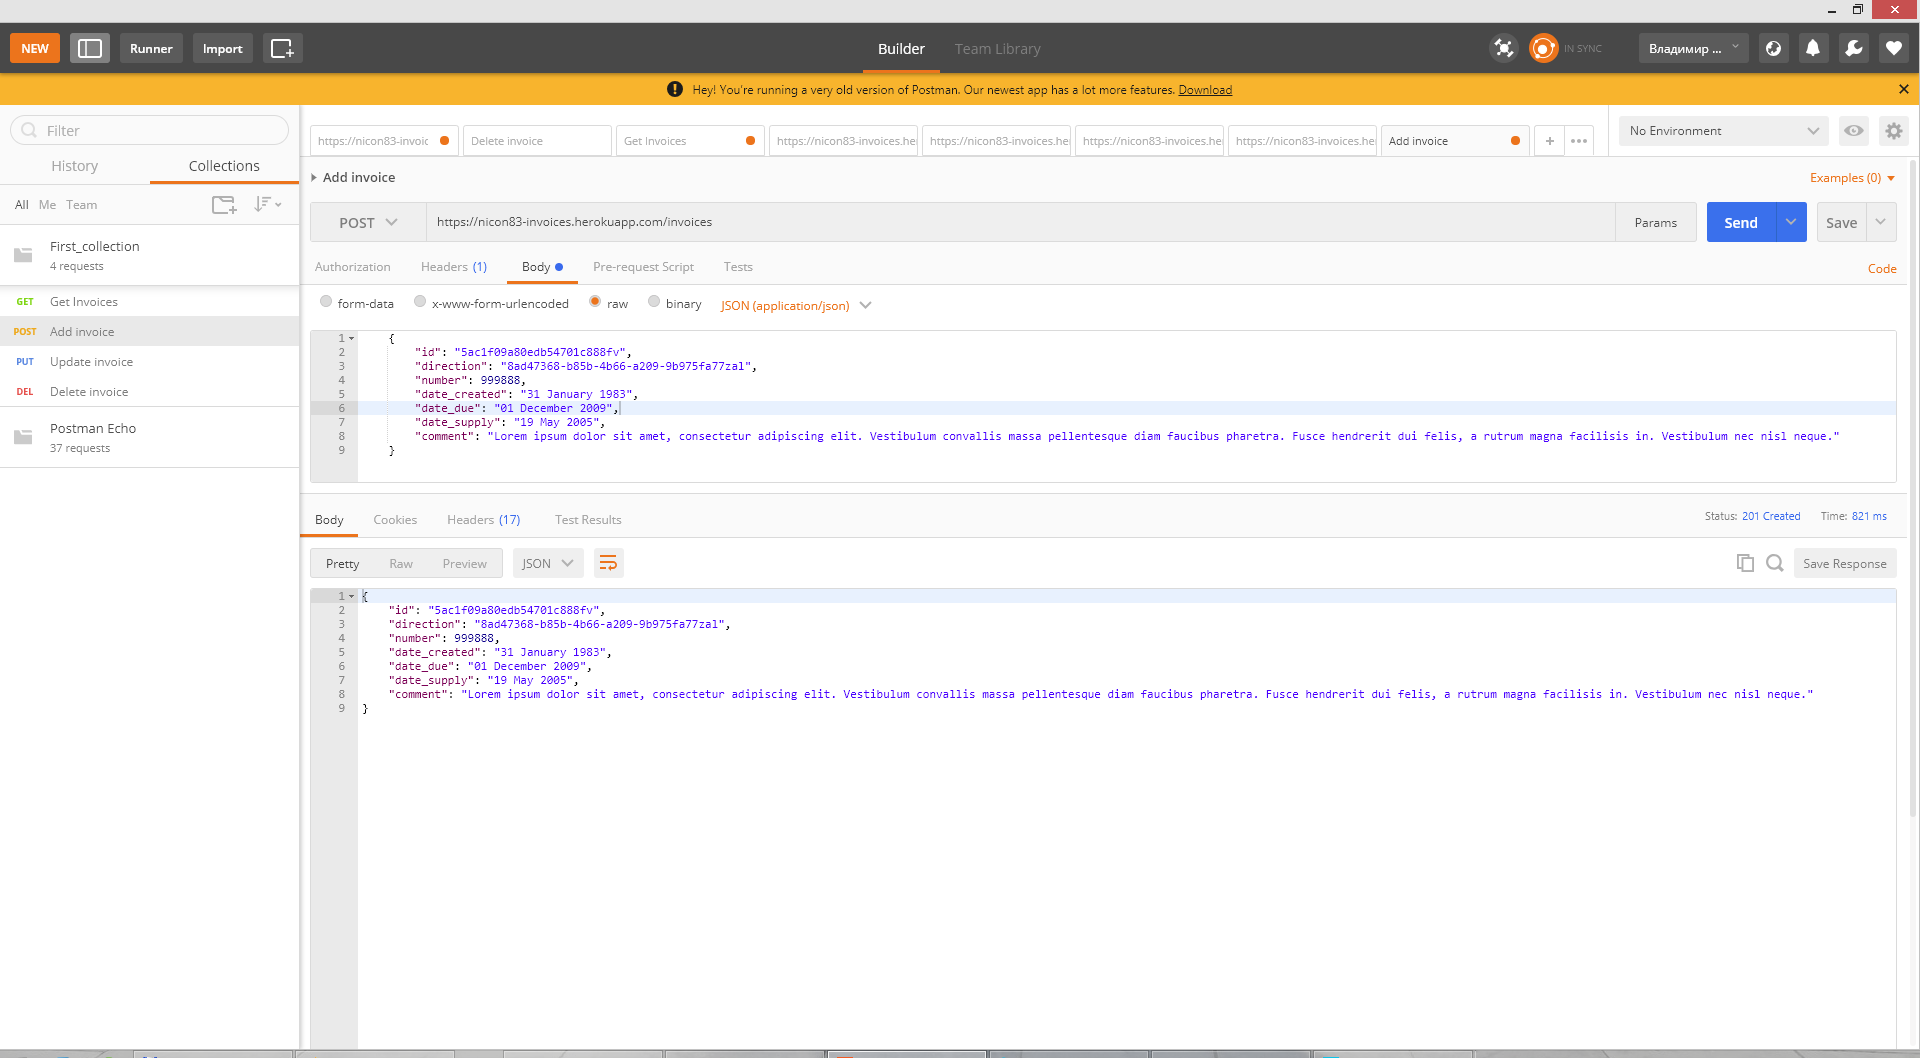 NEW Runner Import Builder Team Library IN SYNC Владимир ...
Hey! You're running a very old version of Postman. Our newest app has a lot more features. Download
Filter
History Collections
All Me Team
First_collection
4 requests
GET Get Invoices
POST Add invoice
PUT Update invoice
DEL Delete invoice
Postman Echo
37 requests
https://nicon83-invoic Delete invoice Get Invoices https://nicon83-invoices.he https://nicon83-invoices.he https://nicon83-invoices.he https://nicon83-invoices.he Add invoice + ••• No Environment
Add invoice Examples (0)
POST https://nicon83-invoices.herokuapp.com/invoices Params Send Save
Authorization Headers (1) Body Pre-request Script Tests Code
form-data x-www-form-urlencoded raw binary JSON (application/json)
1 {
2 "id": "5ac1f09a80edb54701c888fv",
3 "direction": "8ad47368-b85b-4b66-a209-9b975fa77zal",
4 "number": 999888,
5 "date_created": "31 January 1983",
6 "date_due": "01 December 2009",
7 "date_supply": "19 May 2005",
8 "comment": "Lorem ipsum dolor sit amet, consectetur adipiscing elit. Vestibulum convallis massa pellentesque diam faucibus pharetra. Fusce hendrerit dui felis, a rutrum magna facilisis in. Vestibulum nec nisl neque."
9 }
Body Cookies Headers (17) Test Results Status: 201 Created Time: 821 ms
Pretty Raw Preview JSON Save Response
1 {
2 "id": "5ac1f09a80edb54701c888fv",
3 "direction": "8ad47368-b85b-4b66-a209-9b975fa77zal",
4 "number": 999888,
5 "date_created": "31 January 1983",
6 "date_due": "01 December 2009",
7 "date_supply": "19 May 2005",
8 "comment": "Lorem ipsum dolor sit amet, consectetur adipiscing elit. Vestibulum convallis massa pellentesque diam faucibus pharetra. Fusce hendrerit dui felis, a rutrum magna facilisis in. Vestibulum nec nisl neque."
9 }